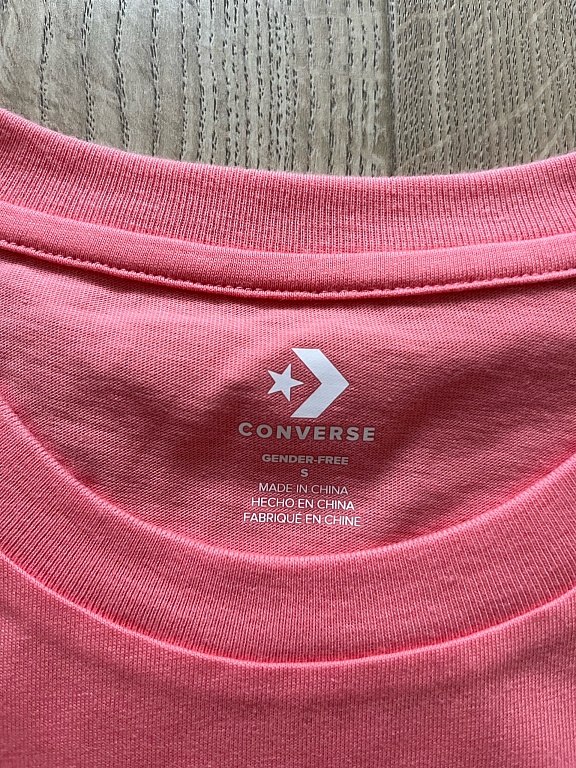 CONVERSE
GENDER-FREE
S
MADE IN CHINA
HECHO EN CHINA
FABRIQUÉ EN CHINE